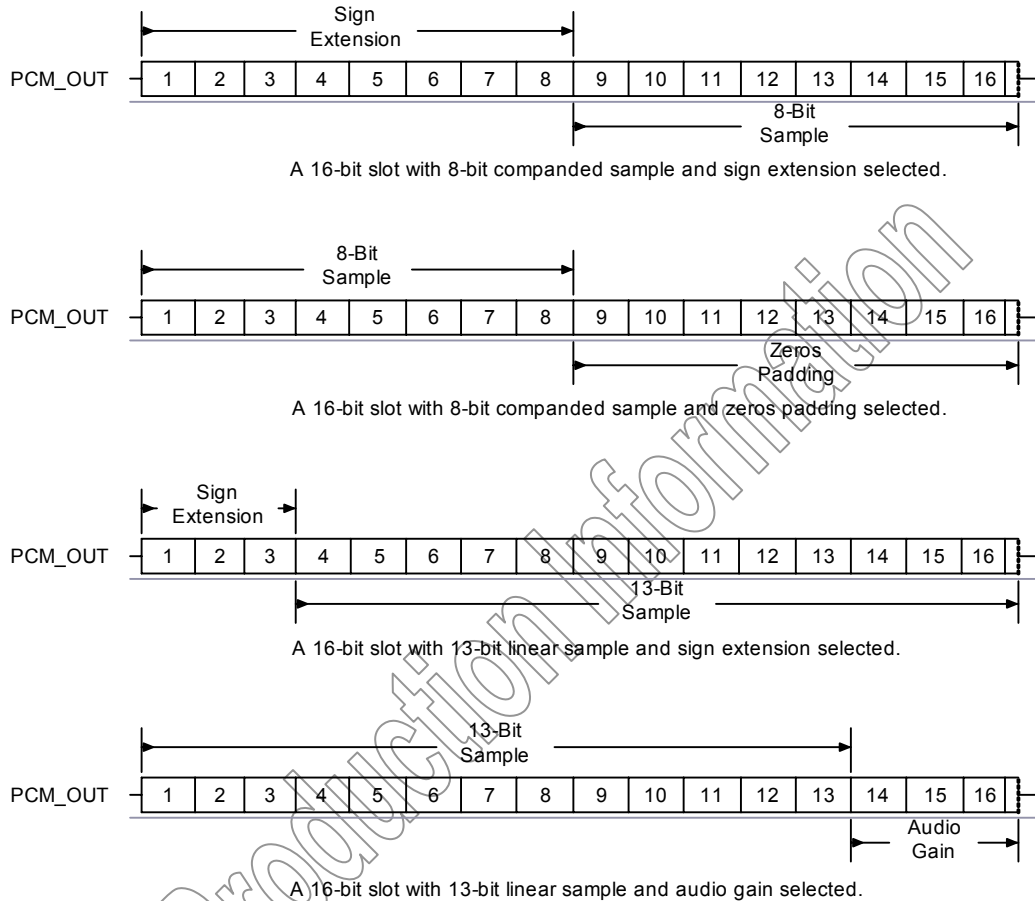 Sign
Extension
PCM_OUT 1 2 3 4 5 6 7 8 9 10 11 12 13 14 15 16
8-Bit
Sample
A 16-bit slot with 8-bit companded sample and sign extension selected.
8-Bit
Sample
PCM_OUT 1 2 3 4 5 6 7 8 9 10 11 12 13 14 15 16
Zeros
Padding
A 16-bit slot with 8-bit companded sample and zeros padding selected.
Sign
Extension
PCM_OUT 1 2 3 4 5 6 7 8 9 10 11 12 13 14 15 16
13-Bit
Sample
A 16-bit slot with 13-bit linear sample and sign extension selected.
13-Bit
Sample
PCM_OUT 1 2 3 4 5 6 7 8 9 10 11 12 13 14 15 16
Audio
Gain
A 16-bit slot with 13-bit linear sample and audio gain selected.
Production Information